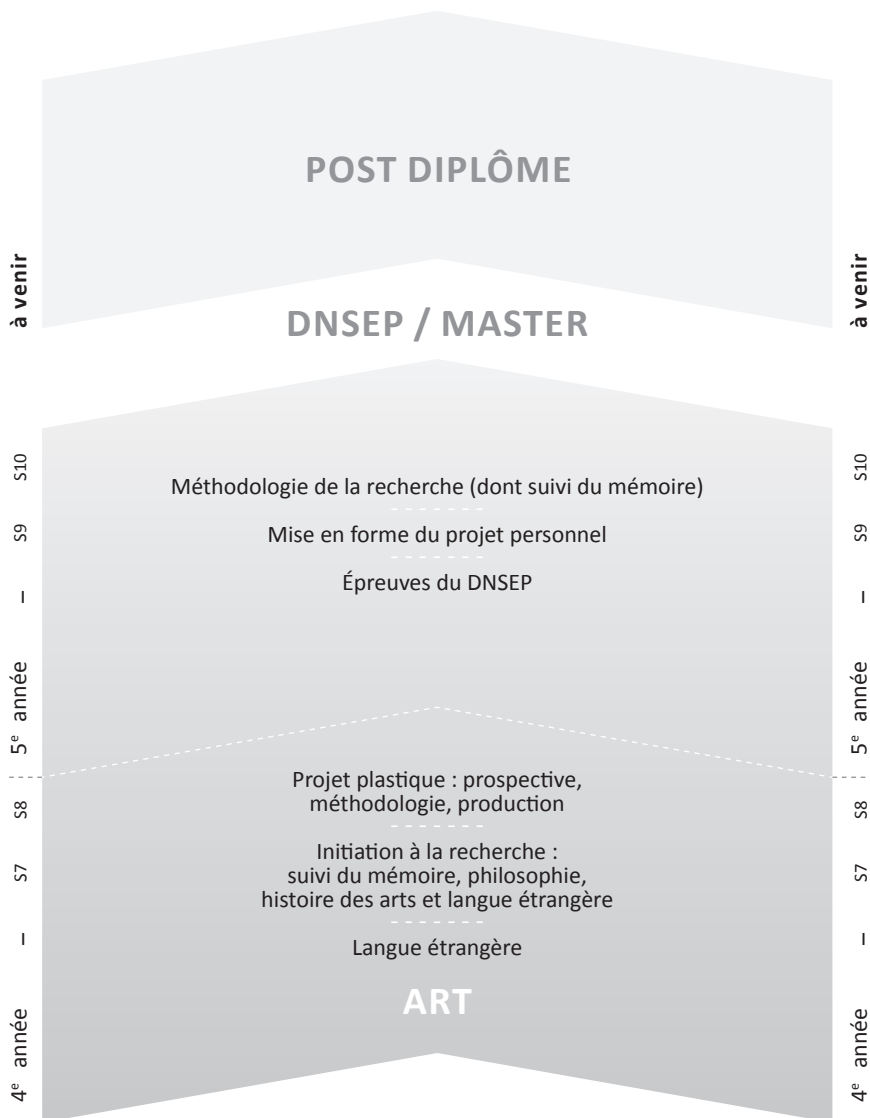 POST DIPLÔME
à venir
à venir
DNSEP / MASTER
Méthodologie de la recherche (dont suivi du mémoire)
Mise en forme du projet personnel
Épreuves du DNSEP
5e année – S9 S10
5e année – S9 S10
Projet plastique : prospective,
méthodologie, production
Initiation à la recherche :
suivi du mémoire, philosophie,
histoire des arts et langue étrangère
Langue étrangère
ART
4e année – S7 S8
4e année – S7 S8